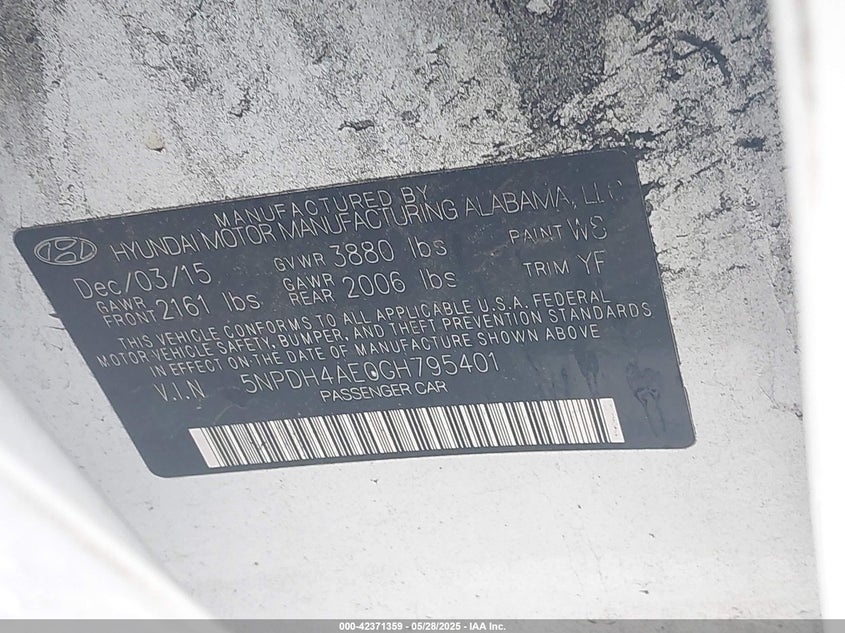 MANUFACTURED BY
HYUNDAI MOTOR MANUFACTURING ALABAMA, LLC
Dec/03/15 GVWR 3880 lbs PAINT W8
GAWR FRONT 2161 lbs GAWR REAR 2006 lbs TRIM YF
THIS VEHICLE CONFORMS TO ALL APPLICABLE U.S.A. FEDERAL
MOTOR VEHICLE SAFETY, BUMPER, AND THEFT PREVENTION STANDARDS
IN EFFECT ON THE DATE OF MANUFACTURE SHOWN ABOVE
V.I.N 5NPDH4AE0GH795401
PASSENGER CAR
000-42371359 - 05/28/2025 - IAA Inc.